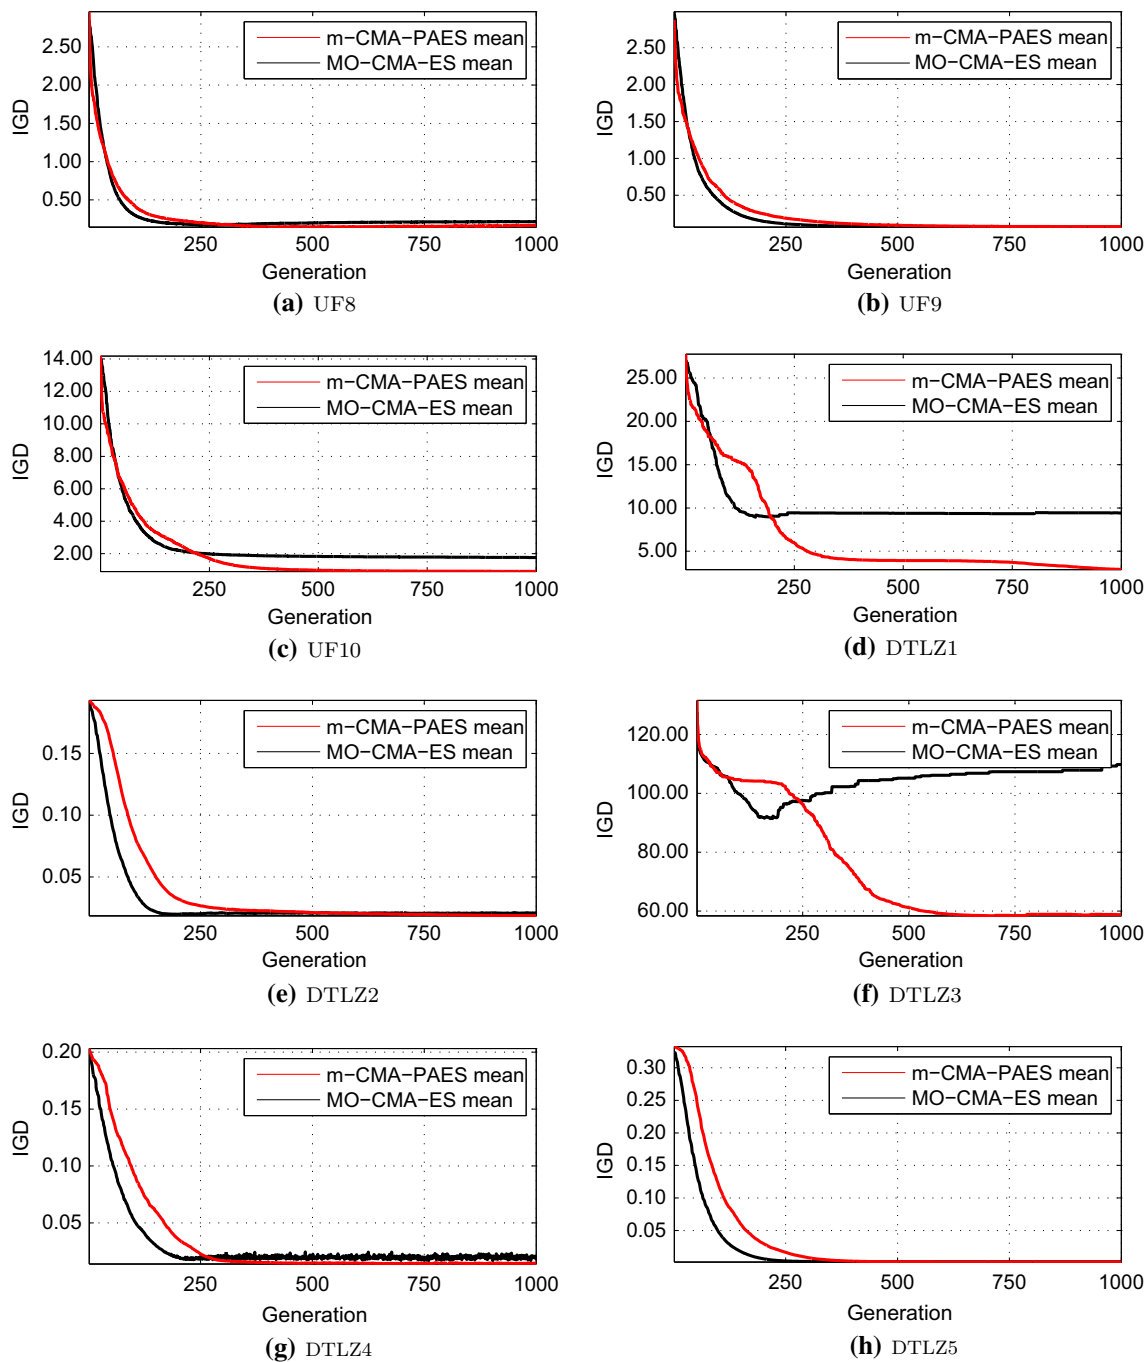 m-CMA-PAES mean
MO-CMA-ES mean
2.50
2.00
1.50
1.00
0.50
IGD
250 500 750 1000
Generation
(a) UF8
m-CMA-PAES mean
MO-CMA-ES mean
2.50
2.00
1.50
1.00
0.50
IGD
250 500 750 1000
Generation
(b) UF9
m-CMA-PAES mean
MO-CMA-ES mean
14.00
12.00
10.00
8.00
6.00
4.00
2.00
IGD
250 500 750 1000
Generation
(c) UF10
m-CMA-PAES mean
MO-CMA-ES mean
25.00
20.00
15.00
10.00
5.00
IGD
250 500 750 1000
Generation
(d) DTLZ1
m-CMA-PAES mean
MO-CMA-ES mean
0.15
0.10
0.05
IGD
250 500 750 1000
Generation
(e) DTLZ2
m-CMA-PAES mean
MO-CMA-ES mean
120.00
100.00
80.00
60.00
IGD
250 500 750 1000
Generation
(f) DTLZ3
m-CMA-PAES mean
MO-CMA-ES mean
0.20
0.15
0.10
0.05
IGD
250 500 750 1000
Generation
(g) DTLZ4
m-CMA-PAES mean
MO-CMA-ES mean
0.30
0.25
0.20
0.15
0.10
0.05
IGD
250 500 750 1000
Generation
(h) DTLZ5